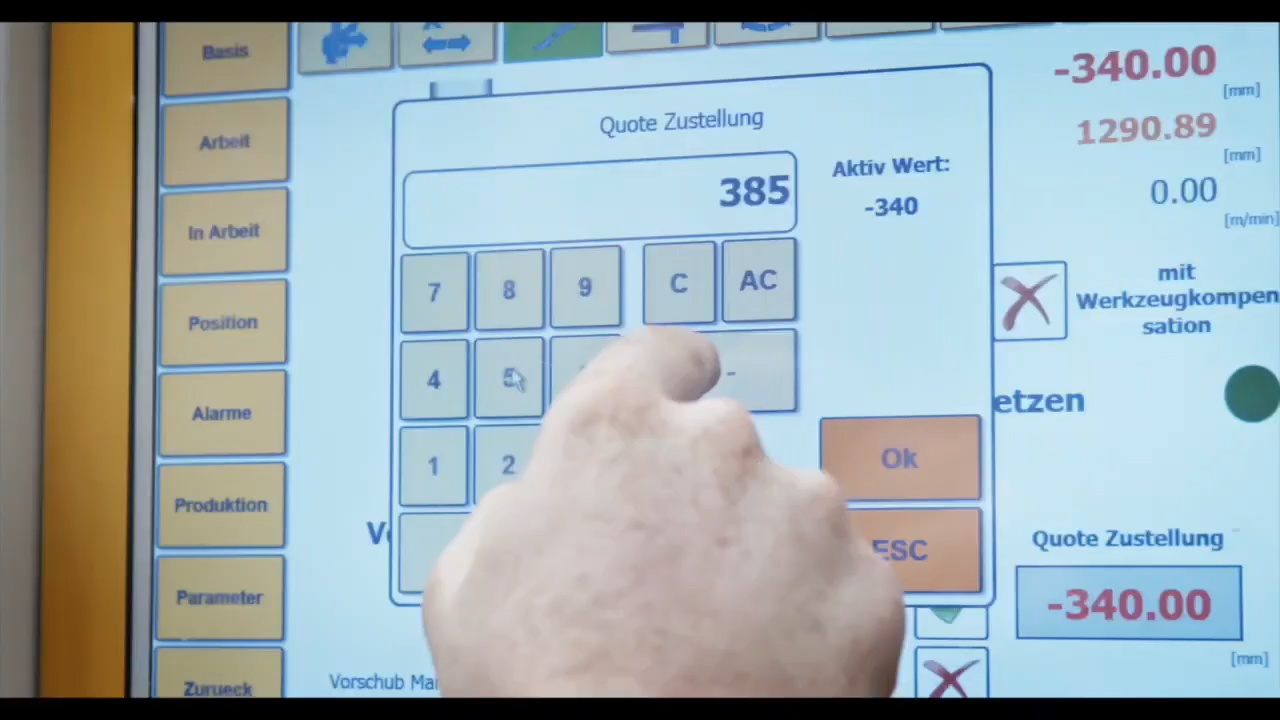 Basis
Arbeit
In Arbeit
Position
Alarme
Produktion
Parameter
Zurueck
Quote Zustellung
385
Aktiv Wert:
-340
7
8
9
C
AC
4
5
-
1
2
Ok
ESC
-340.00
[mm]
1290.89
[mm]
0.00
[m/min]
mit
Werkzeugkompen
sation
etzen
Quote Zustellung
-340.00
[mm]
Vorschub